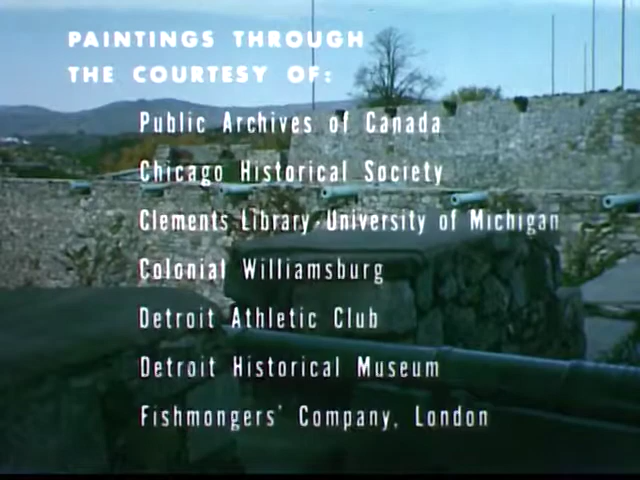 PAINTINGS THROUGH
THE COURTESY OF:
Public Archives of Canada
Chicago Historical Society
Clements Library-University of Michigan
Colonial Williamsburg
Detroit Athletic Club
Detroit Historical Museum
Fishmongers' Company, London